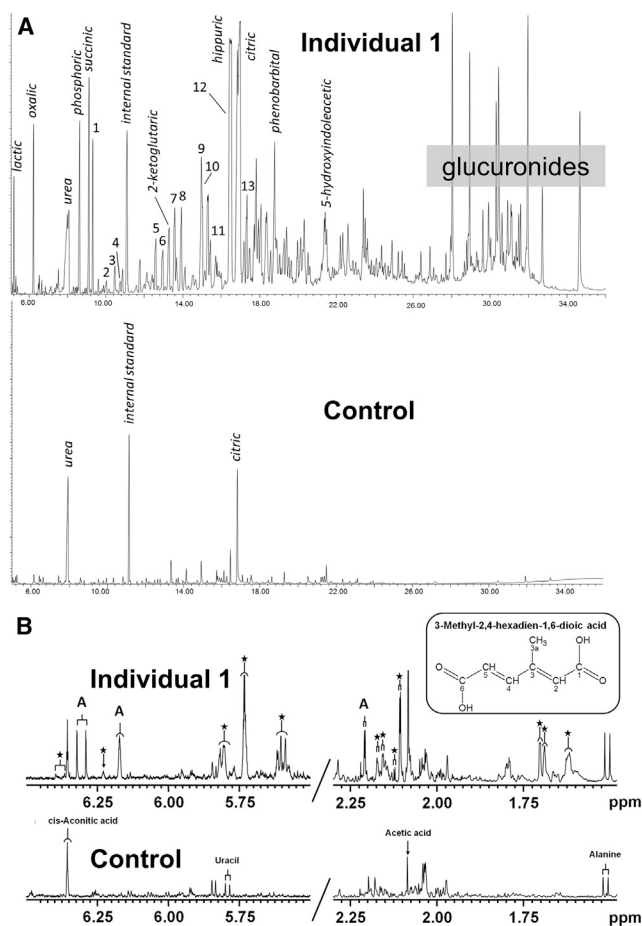 A
Individual 1
lactic
oxalic
urea
phosphoric
succinic
1
2
3
4
internal standard
5
6
2-ketoglutaric
7
8
9
10
11
12
hippuric
citric
13
phenobarbital
5-hydroxyindoleacetic
glucuronides
6.00 10.00 14.00 18.00 22.00 26.00 30.00 34.00
Control
urea
internal standard
citric
6.00 10.00 14.00 18.00 22.00 26.00 30.00 34.00
B
Individual 1
3-Methyl-2,4-hexadien-1,6-dioic acid
CH3
3a
OH
O
6
5
4
3
2
1
O
OH
★ A ★ A ★ ★ ★
A ★ ★ ★ ★ ★ ★ ★
6.25 6.00 5.75 2.25 2.00 1.75 ppm
cis-Aconitic acid
Control
Uracil
Acetic acid
Alanine
6.25 6.00 5.75 2.25 2.00 1.75 ppm